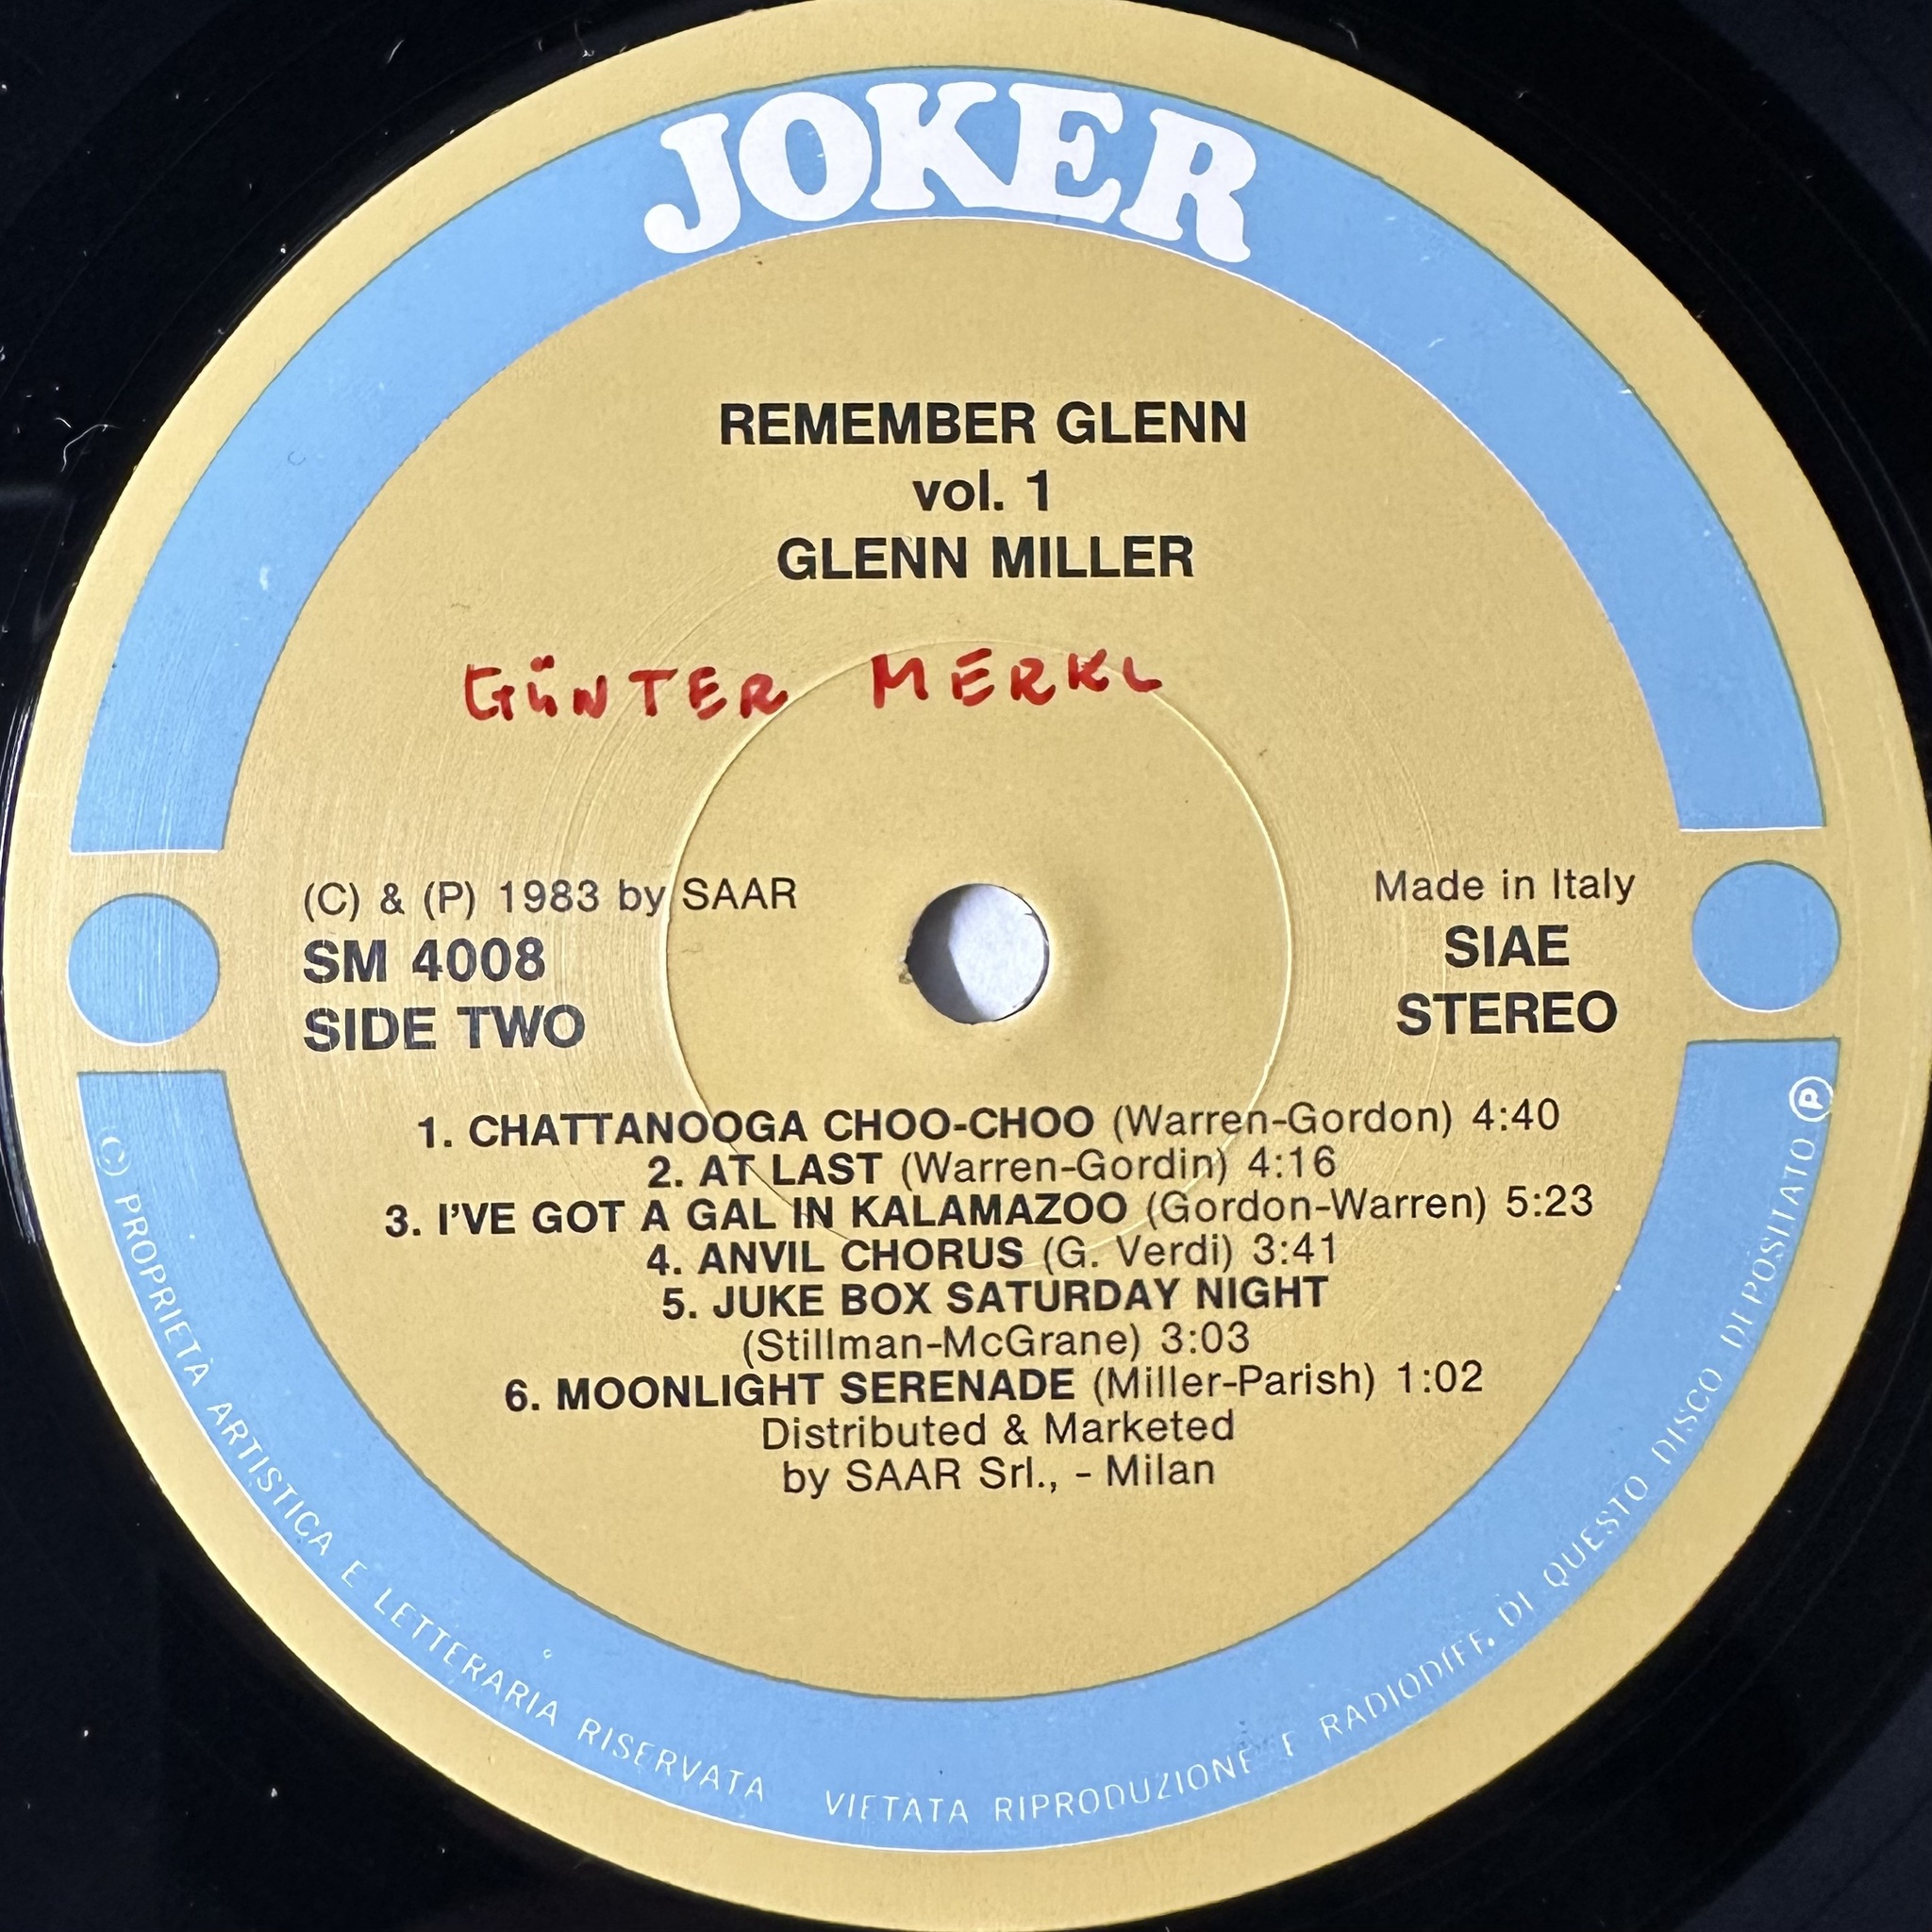 JOKER
REMEMBER GLENN
vol. 1
GLENN MILLER
GÜNTER MERKL
(C) & (P) 1983 by SAAR
SM 4008
SIDE TWO
Made in Italy
SIAE
STEREO
1. CHATTANOOGA CHOO-CHOO (Warren-Gordon) 4:40
2. AT LAST (Warren-Gordin) 4:16
3. I'VE GOT A GAL IN KALAMAZOO (Gordon-Warren) 5:23
4. ANVIL CHORUS (G. Verdi) 3:41
5. JUKE BOX SATURDAY NIGHT
(Stillman-McGrane) 3:03
6. MOONLIGHT SERENADE (Miller-Parish) 1:02
Distributed & Marketed
by SAAR Srl., - Milan
(C) PROPRIETÀ ARTISTICA E LETTERARIA RISERVATA VIETATA RIPRODUZIONE E RADIODIFF. DI QUESTO DISCO DEPOSITATO Ⓟ